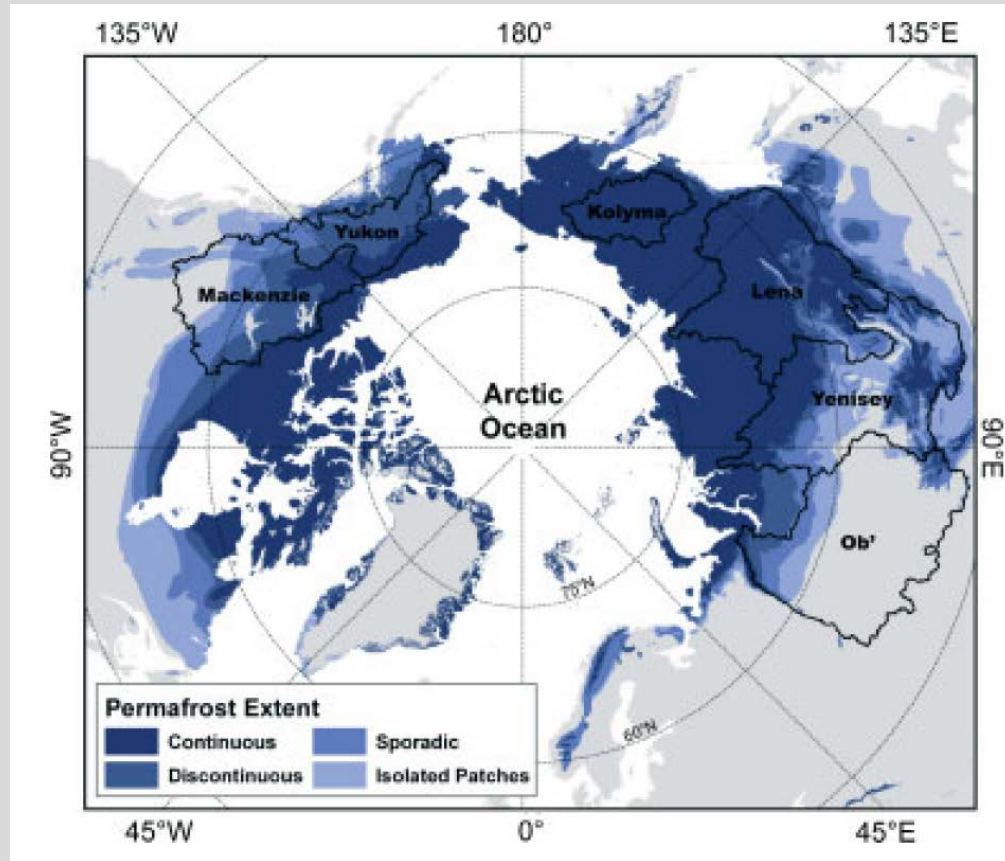 135°W 180° 135°E
Kolyma
Yukon
Lena
Mackenzie
Arctic
Ocean
Yenisey
90°W
90°E
Ob'
75°N
60°N
Permafrost Extent
Continuous Sporadic
Discontinuous Isolated Patches
45°W 0° 45°E